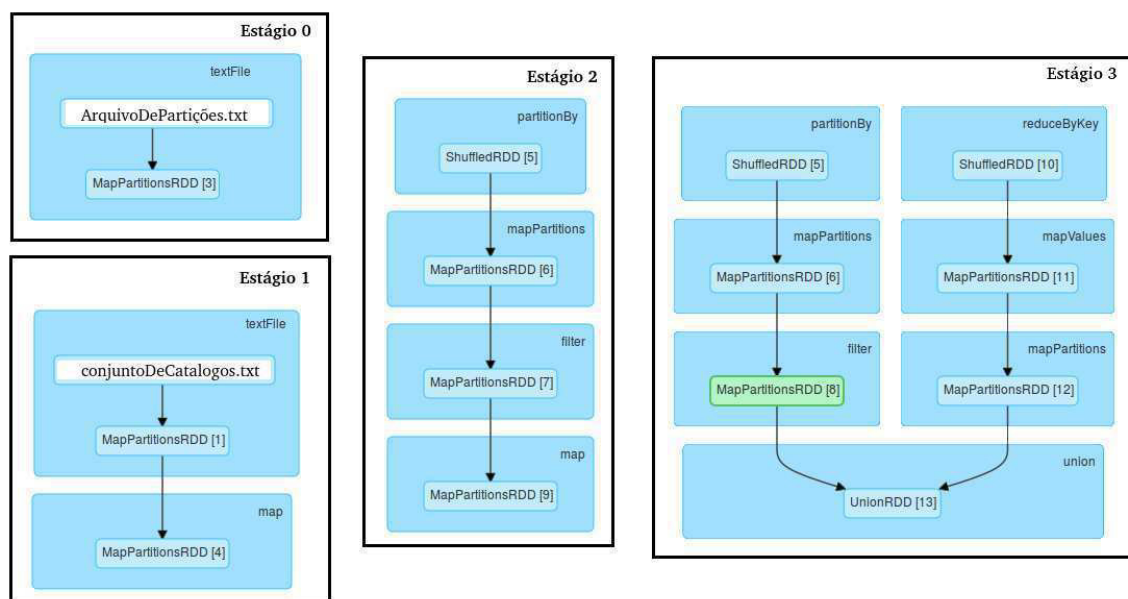 Estágio 0
textFile
ArquivoDePartições.txt
MapPartitionsRDD [3]
Estágio 1
textFile
conjuntoDeCatalogos.txt
MapPartitionsRDD [1]
map
MapPartitionsRDD [4]
Estágio 2
partitionBy
ShuffledRDD [5]
mapPartitions
MapPartitionsRDD [6]
filter
MapPartitionsRDD [7]
map
MapPartitionsRDD [9]
Estágio 3
partitionBy
ShuffledRDD [5]
mapPartitions
MapPartitionsRDD [6]
filter
MapPartitionsRDD [8]
reduceByKey
ShuffledRDD [10]
mapValues
MapPartitionsRDD [11]
mapPartitions
MapPartitionsRDD [12]
union
UnionRDD [13]